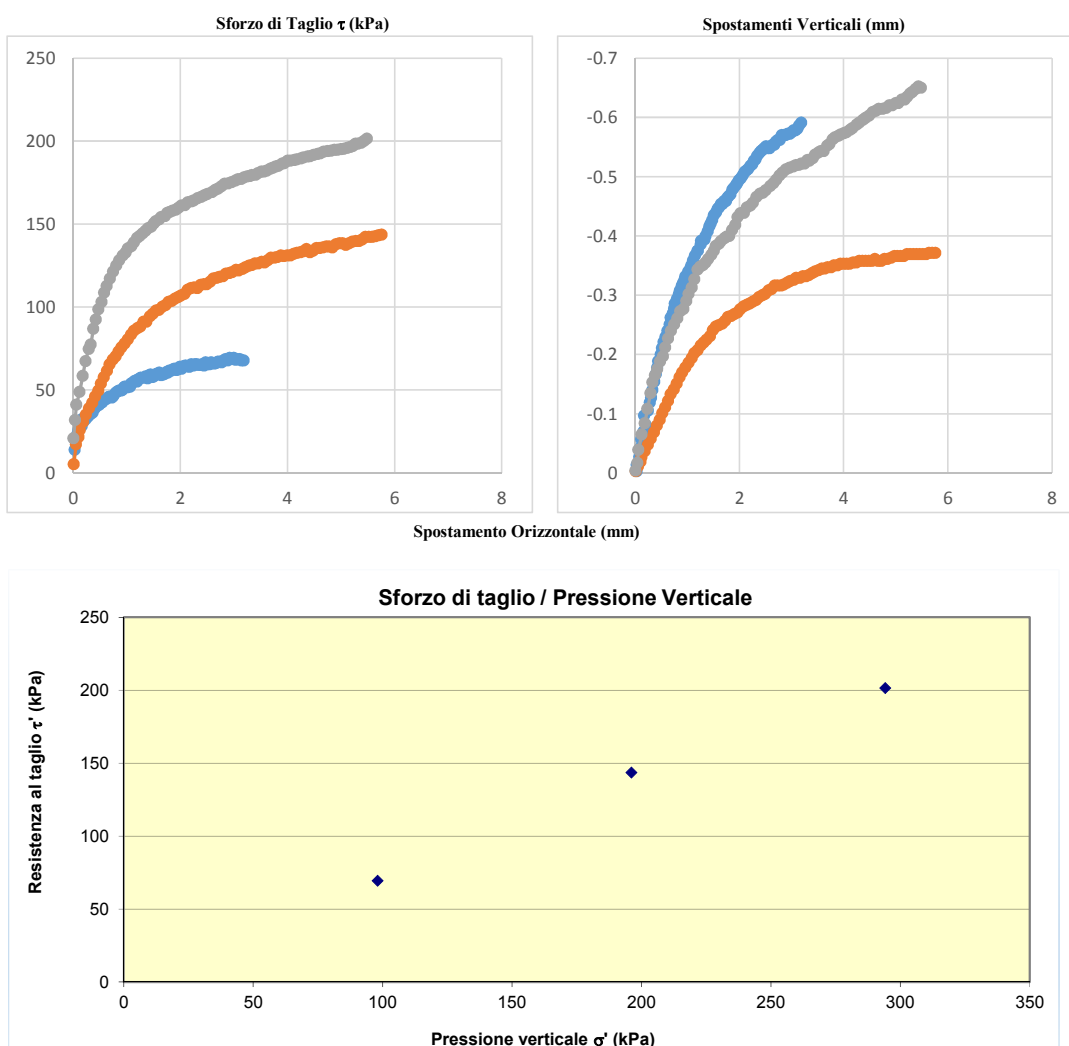 Sforzo di Taglio τ (kPa)
Spostamenti Verticali (mm)
250
200
150
100
50
0
0 2 4 6 8
-0.7
-0.6
-0.5
-0.4
-0.3
-0.2
-0.1
0
0 2 4 6 8
Spostamento Orizzontale (mm)
Sforzo di taglio / Pressione Verticale
Resistenza al taglio τ' (kPa)
250
200
150
100
50
0
0 50 100 150 200 250 300 350
Pressione verticale σ' (kPa)